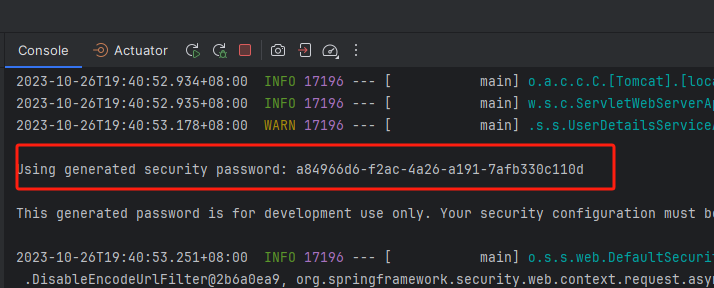 Console Actuator
2023-10-26T19:40:52.934+08:00 INFO 17196 --- [ main] o.a.c.c.C.[Tomcat].[loca
2023-10-26T19:40:52.935+08:00 INFO 17196 --- [ main] w.s.c.ServletWebServerAp
2023-10-26T19:40:53.178+08:00 WARN 17196 --- [ main] .s.s.UserDetailsServiceA
Using generated security password: a84966d6-f2ac-4a26-a191-7afb330c110d
This generated password is for development use only. Your security configuration must be
2023-10-26T19:40:53.251+08:00 INFO 17196 --- [ main] o.s.s.web.DefaultSecurit
.DisableEncodeUrlFilter@2b6a0ea9, org.springframework.security.web.context.request.asyn